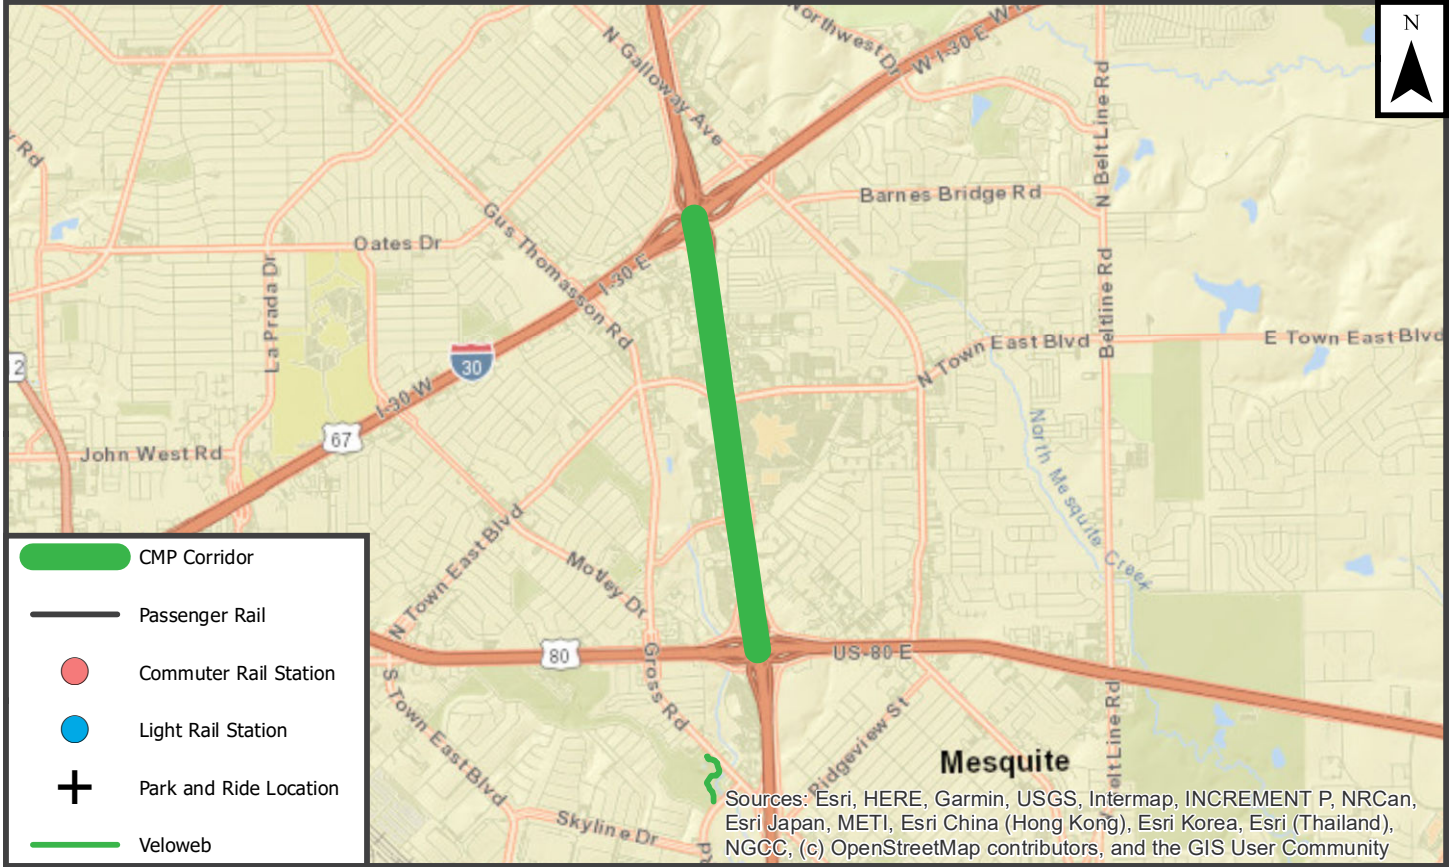 N
N Galloway Ave
Northwest Dr
W I-30 E
N Belt Line Rd
Barnes Bridge Rd
Oates Dr
Gus Thomasson Rd
I-30 E
La Prada Dr
Beltline Rd
N Town East Blvd
E Town East Blvd
30
I-30 W
67
John West Rd
North Mesquite Creek
N Town East Blvd
Motley Dr
80
US-80 E
Gross Rd
S Town East Blvd
Ridgeview St
Mesquite
Skyline Dr
CMP Corridor
Passenger Rail
Commuter Rail Station
Light Rail Station
Park and Ride Location
Veloweb
Sources: Esri, HERE, Garmin, USGS, Intermap, INCREMENT P, NRCan,
Esri Japan, METI, Esri China (Hong Kong), Esri Korea, Esri (Thailand),
NGCC, (c) OpenStreetMap contributors, and the GIS User Community